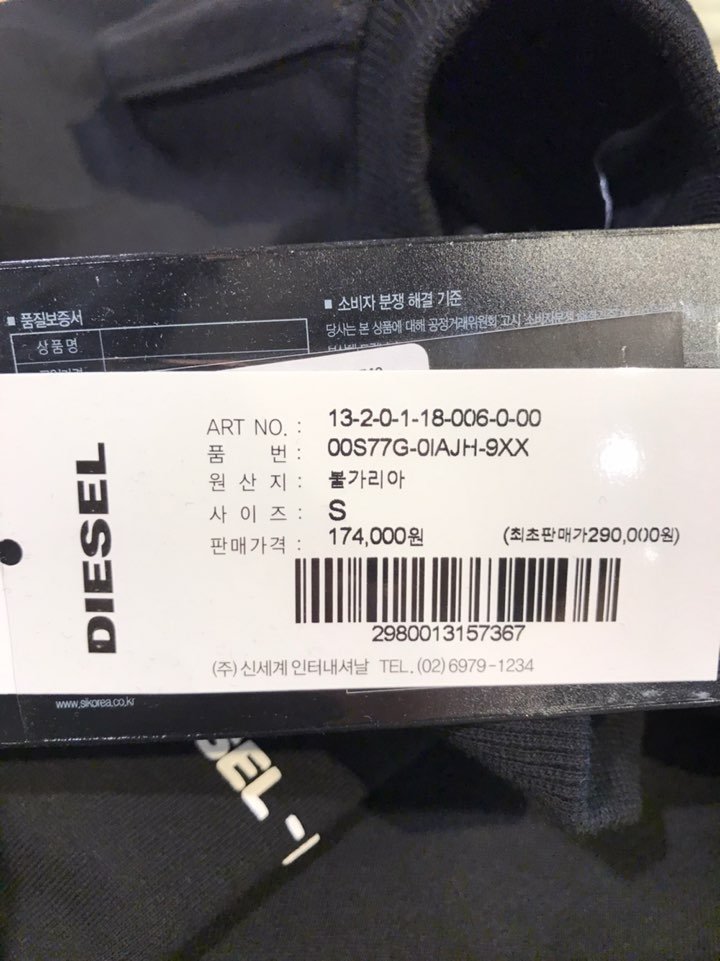 ■ 품질보증서
상품명
■ 소비자 분쟁 해결 기준
당사는 본 상품에 대해 공정거래위원회 고시
DIESEL
ART NO. : 13-2-0-1-18-006-0-00
품 번 : 00S77G-0IAJH-9XX
원 산 지 : 불가리아
사 이 즈 : S
판매가격 : 174,000원 (최초판매가290,000원)
2980013157367
(주) 신세계인터내셔날 TEL. (02) 6979-1234
www.sikorea.co.kr
SEL -